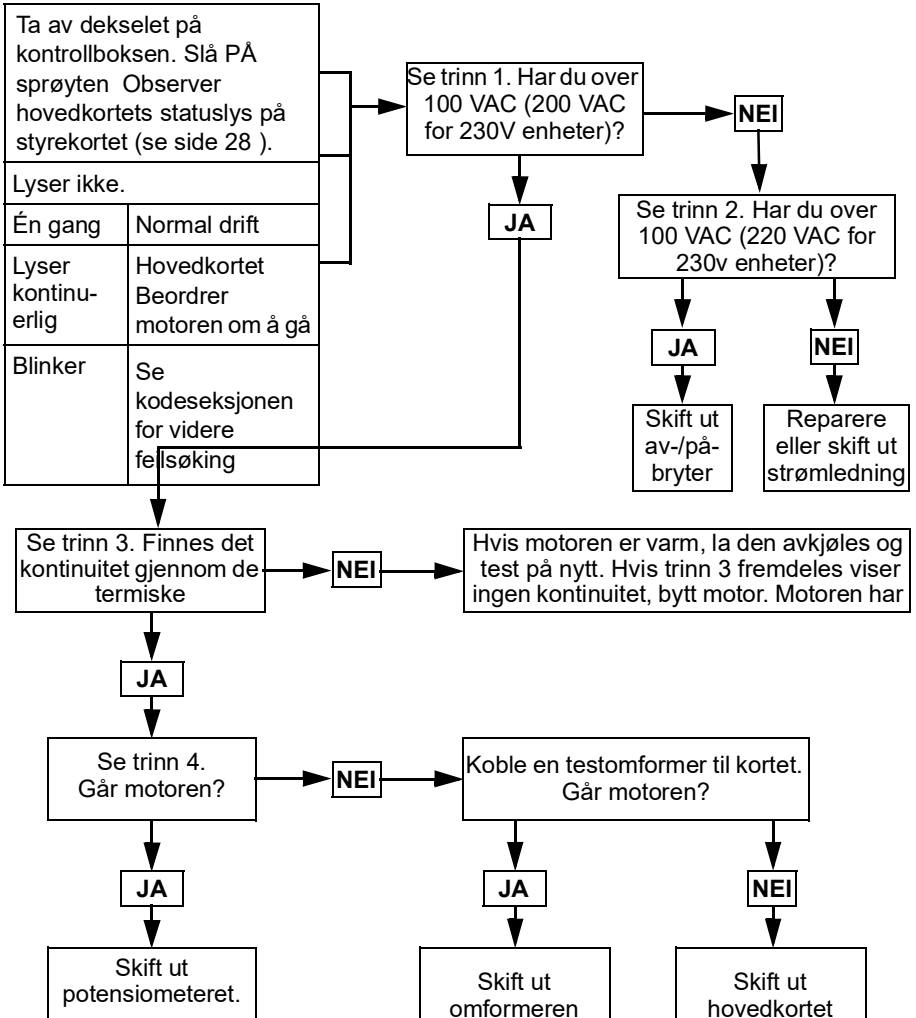 Ta av dekselet på
kontrollboksen. Slå PÅ
sprøyten  Observer
hovedkortets statuslys på
styrekortet (se side 28 ).
Lyser ikke.
Én gang
Normal drift
Lyser
kontinu-
erlig
Hovedkortet
Beordrer
motoren om å gå
Blinker
Se
kodeseksjonen
for videre
feilsøking
Se trinn 1. Har du over
100 VAC (200 VAC
for 230V enheter)?
NEI
JA
Se trinn 2. Har du over
100 VAC (220 VAC for
230v enheter)?
JA
NEI
Skift ut
av-/på-
bryter
Reparere
eller skift ut
strømledning
Se trinn 3. Finnes det
kontinuitet gjennom de
termiske
NEI
Hvis motoren er varm, la den avkjøles og
test på nytt. Hvis trinn 3 fremdeles viser
ingen kontinuitet, bytt motor. Motoren har
JA
Se trinn 4.
Går motoren?
NEI
Koble en testomformer til kortet.
Går motoren?
JA
JA
NEI
Skift ut
potensiometeret.
Skift ut
omformeren
Skift ut
hovedkortet